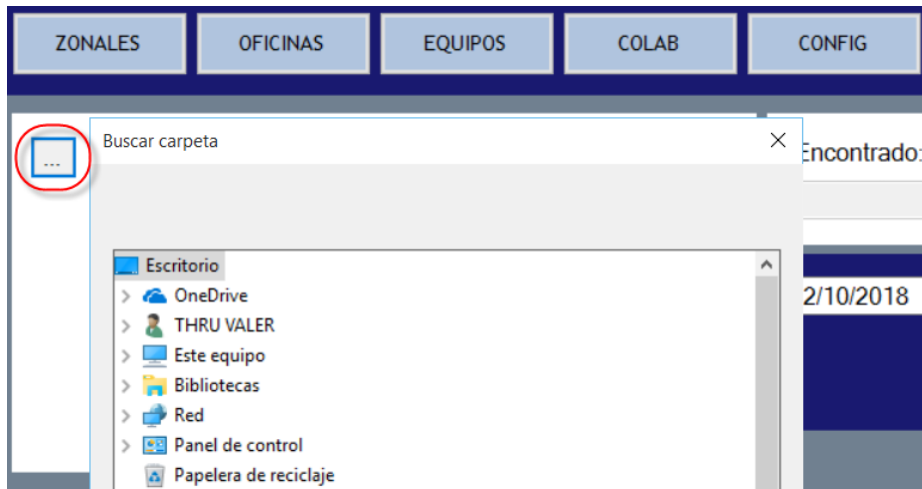 ZONALES OFICINAS EQUIPOS COLAB CONFIG
...
Buscar carpeta
Encontrado:
Escritorio
OneDrive
2/10/2018
THRU VALER
Este equipo
Bibliotecas
Red
Panel de control
Papelera de reciclaje